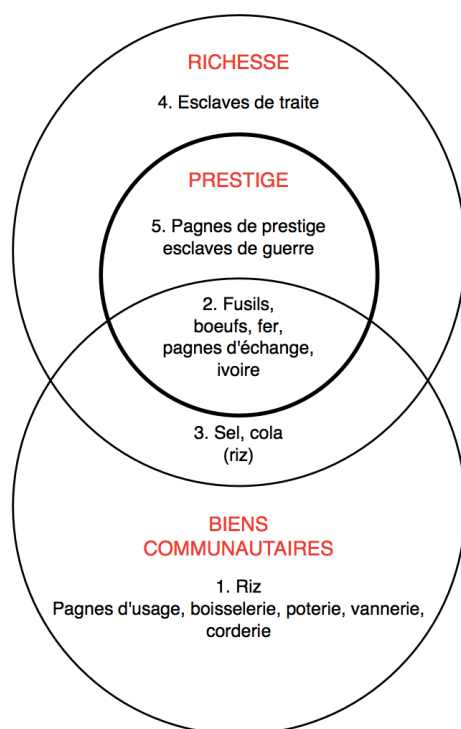 RICHESSE
4. Esclaves de traite
PRESTIGE
5. Pagnes de prestige
esclaves de guerre
2. Fusils,
boeufs, fer,
pagnes d'échange,
ivoire
3. Sel, cola
(riz)
BIENS
COMMUNAUTAIRES
1. Riz
Pagnes d'usage, boisselerie, poterie, vannerie,
corderie